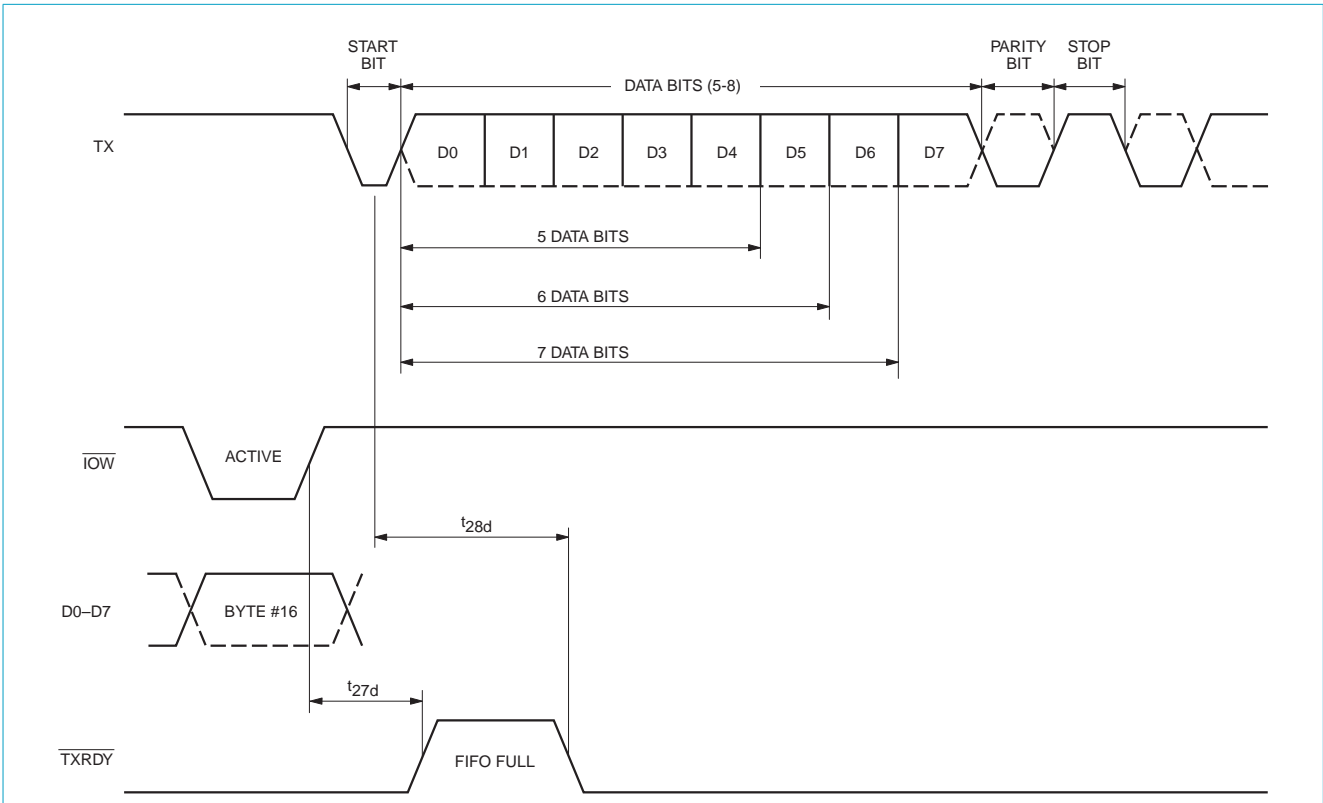 START
BIT
PARITY
BIT
STOP
BIT
DATA BITS (5-8)
TX
D0
D1
D2
D3
D4
D5
D6
D7
5 DATA BITS
6 DATA BITS
7 DATA BITS
IOW
ACTIVE
t28d
D0–D7
BYTE #16
t27d
TXRDY
FIFO FULL